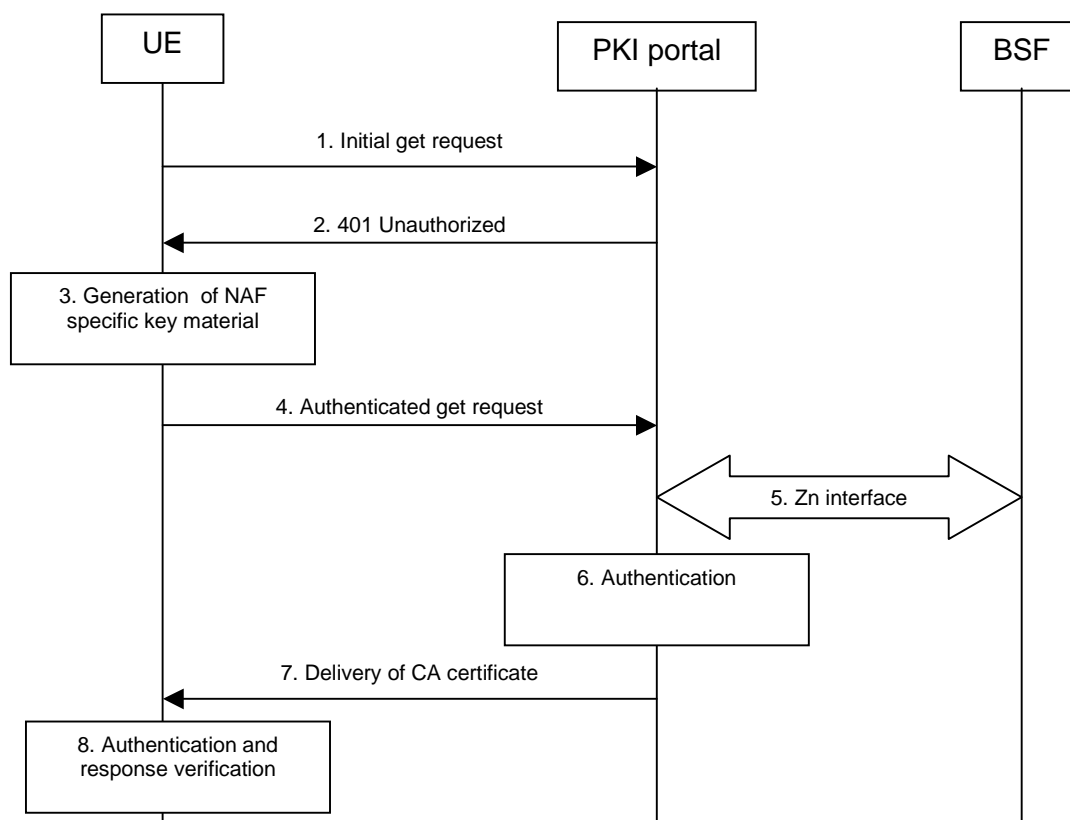 UE
PKI portal
BSF
1. Initial get request
2. 401 Unauthorized
3. Generation of NAF
specific key material
4. Authenticated get request
5. Zn interface
6. Authentication
7. Delivery of CA certificate
8. Authentication and
response verification